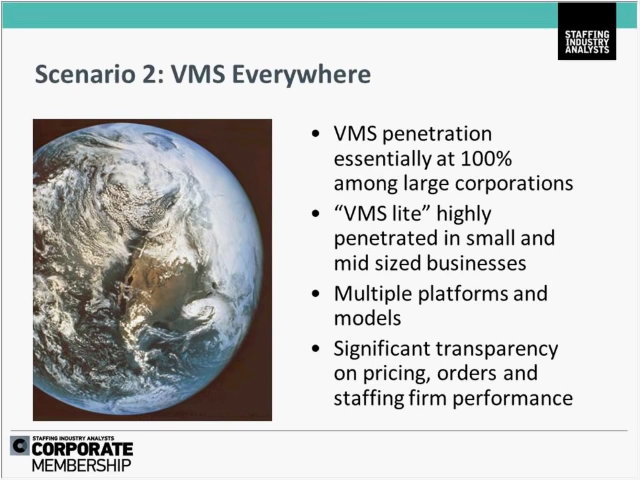 STAFFING
INDUSTRY
ANALYSTS
Scenario 2: VMS Everywhere
• VMS penetration
essentially at 100%
among large corporations
• “VMS lite” highly
penetrated in small and
mid sized businesses
• Multiple platforms and
models
• Significant transparency
on pricing, orders and
staffing firm performance
C
STAFFING INDUSTRY ANALYSTS
CORPORATE
MEMBERSHIP